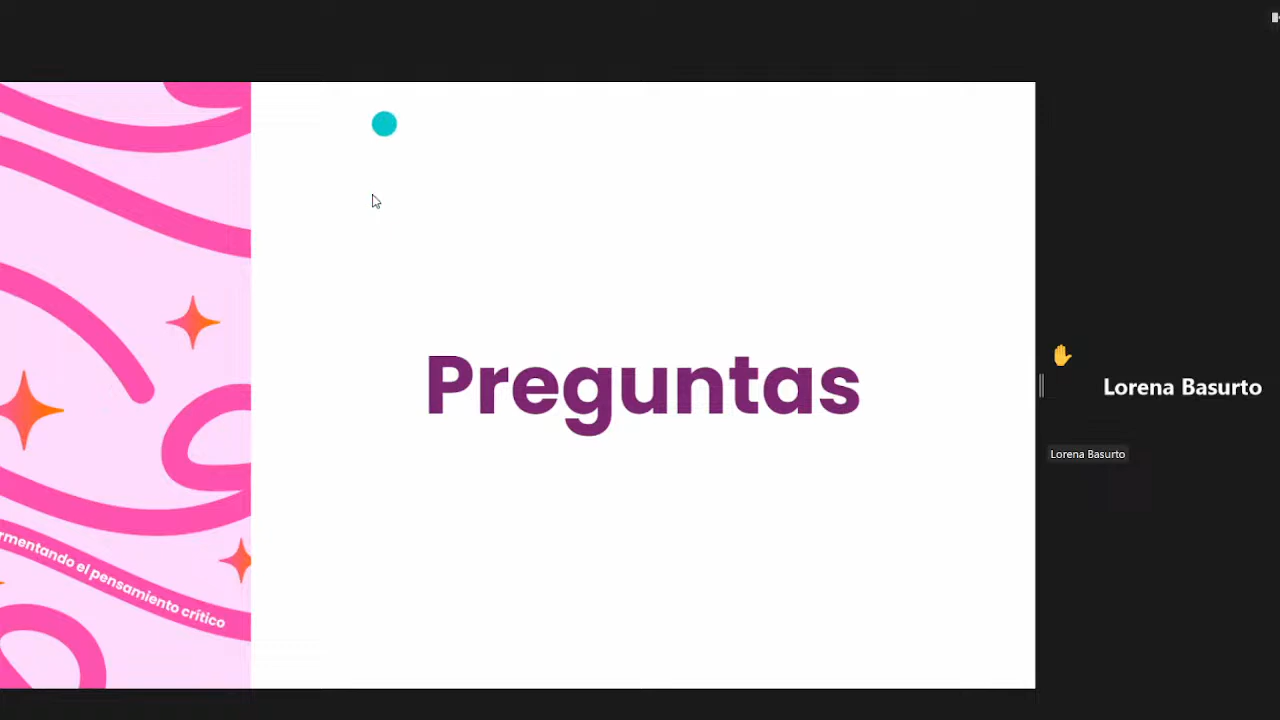 Preguntas
Lorena Basurto
Lorena Basurto
rmentando el pensamiento crítico